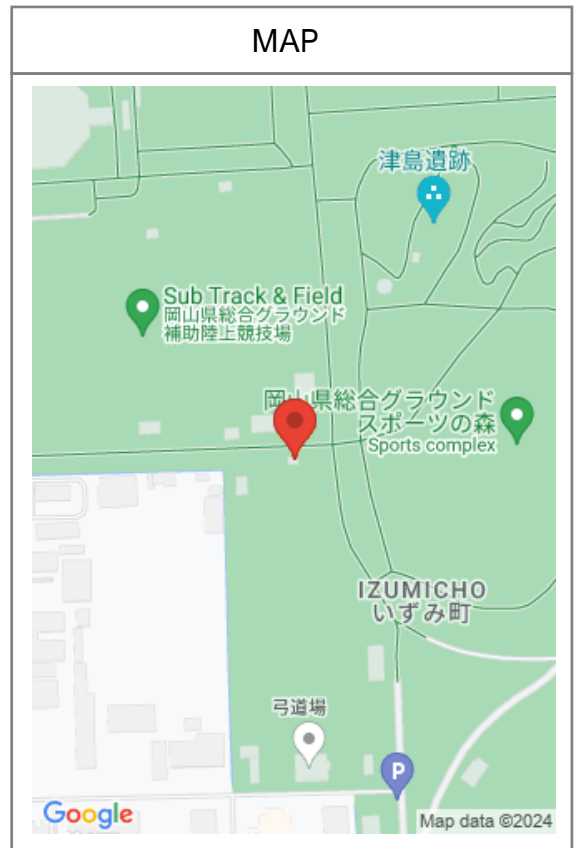 MAP
津島遺跡
Sub Track & Field
岡山県総合グラウンド
補助陸上競技場
岡山県総合グラウンド
スポーツの森
Sports complex
IZUMICHO
いずみ町
弓道場
P
Google
Map data ©2024